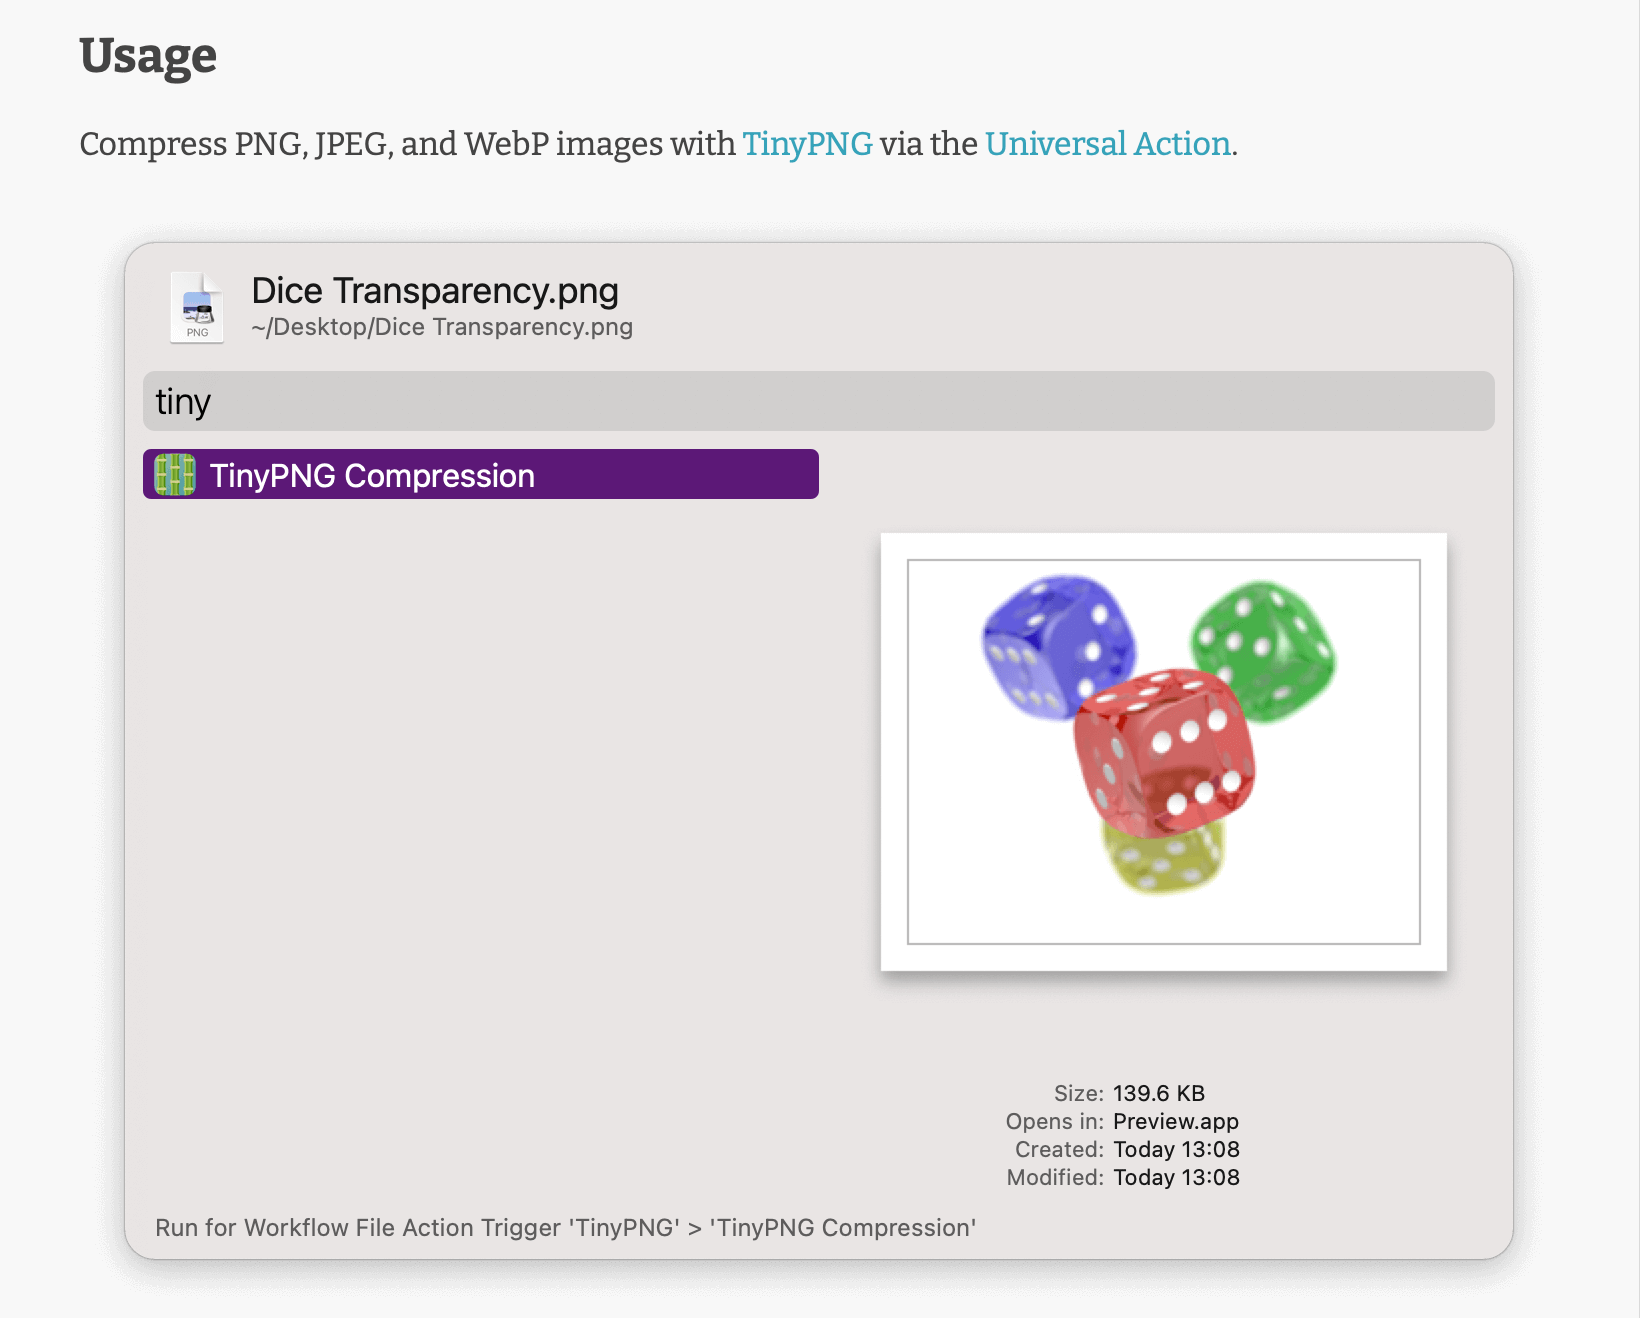 Usage
Compress PNG, JPEG, and WebP images with TinyPNG via the Universal Action.
Dice Transparency.png
~/Desktop/Dice Transparency.png
PNG
tiny
TinyPNG Compression
Size: 139.6 KB
Opens in: Preview.app
Created: Today 13:08
Modified: Today 13:08
Run for Workflow File Action Trigger 'TinyPNG' > 'TinyPNG Compression'